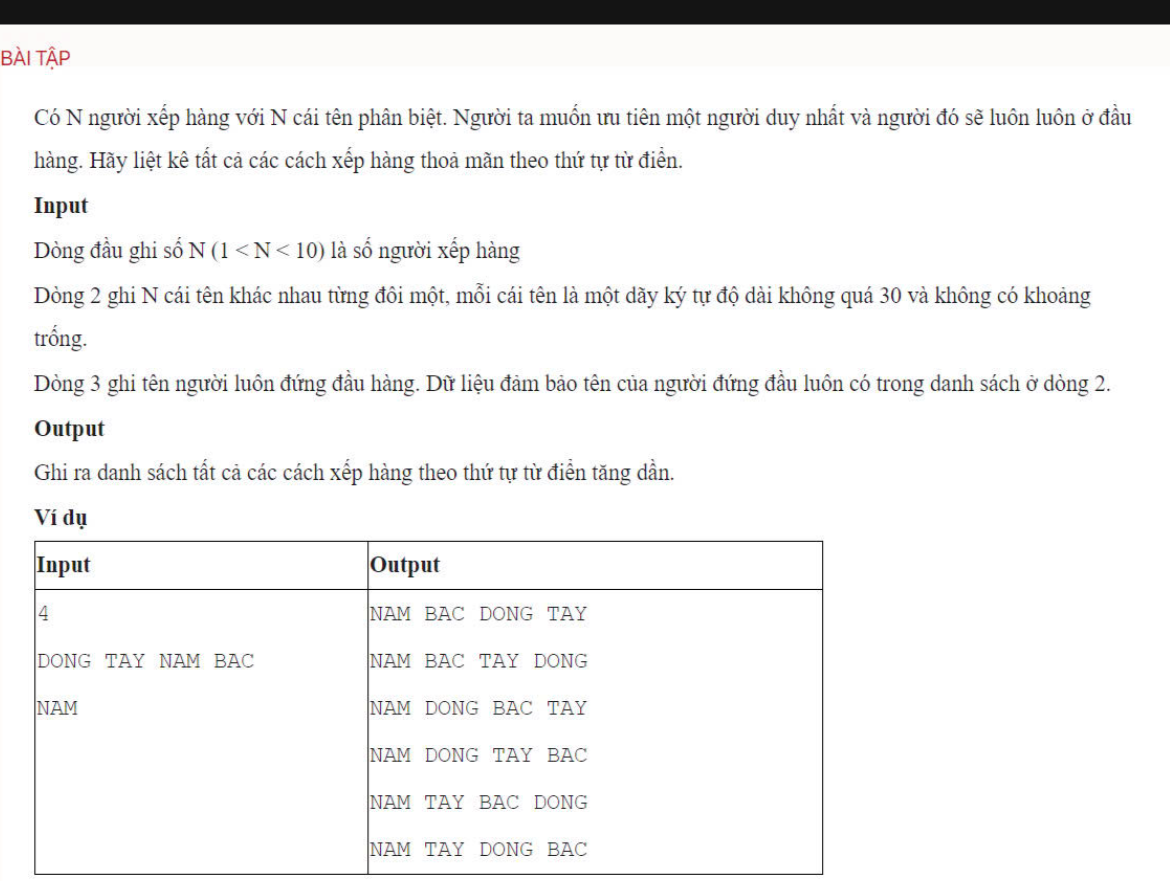 BÀI TẬP
Có N người xếp hàng với N cái tên phân biệt. Người ta muốn ưu tiên một người duy nhất và người đó sẽ luôn luôn ở đầu
hàng. Hãy liệt kê tất cả các cách xếp hàng thoả mãn theo thứ tự từ điển.
Input
Dòng đầu ghi số N (1 < N < 10) là số người xếp hàng
Dòng 2 ghi N cái tên khác nhau từng đôi một, mỗi cái tên là một dãy ký tự độ dài không quá 30 và không có khoảng
trống.
Dòng 3 ghi tên người luôn đứng đầu hàng. Dữ liệu đảm bảo tên của người đứng đầu luôn có trong danh sách ở dòng 2.
Output
Ghi ra danh sách tất cả các cách xếp hàng theo thứ tự từ điển tăng dần.
Ví dụ
Input Output
4 NAM BAC DONG TAY
DONG TAY NAM BAC NAM BAC TAY DONG
NAM NAM DONG BAC TAY
NAM DONG TAY BAC
NAM TAY BAC DONG
NAM TAY DONG BAC